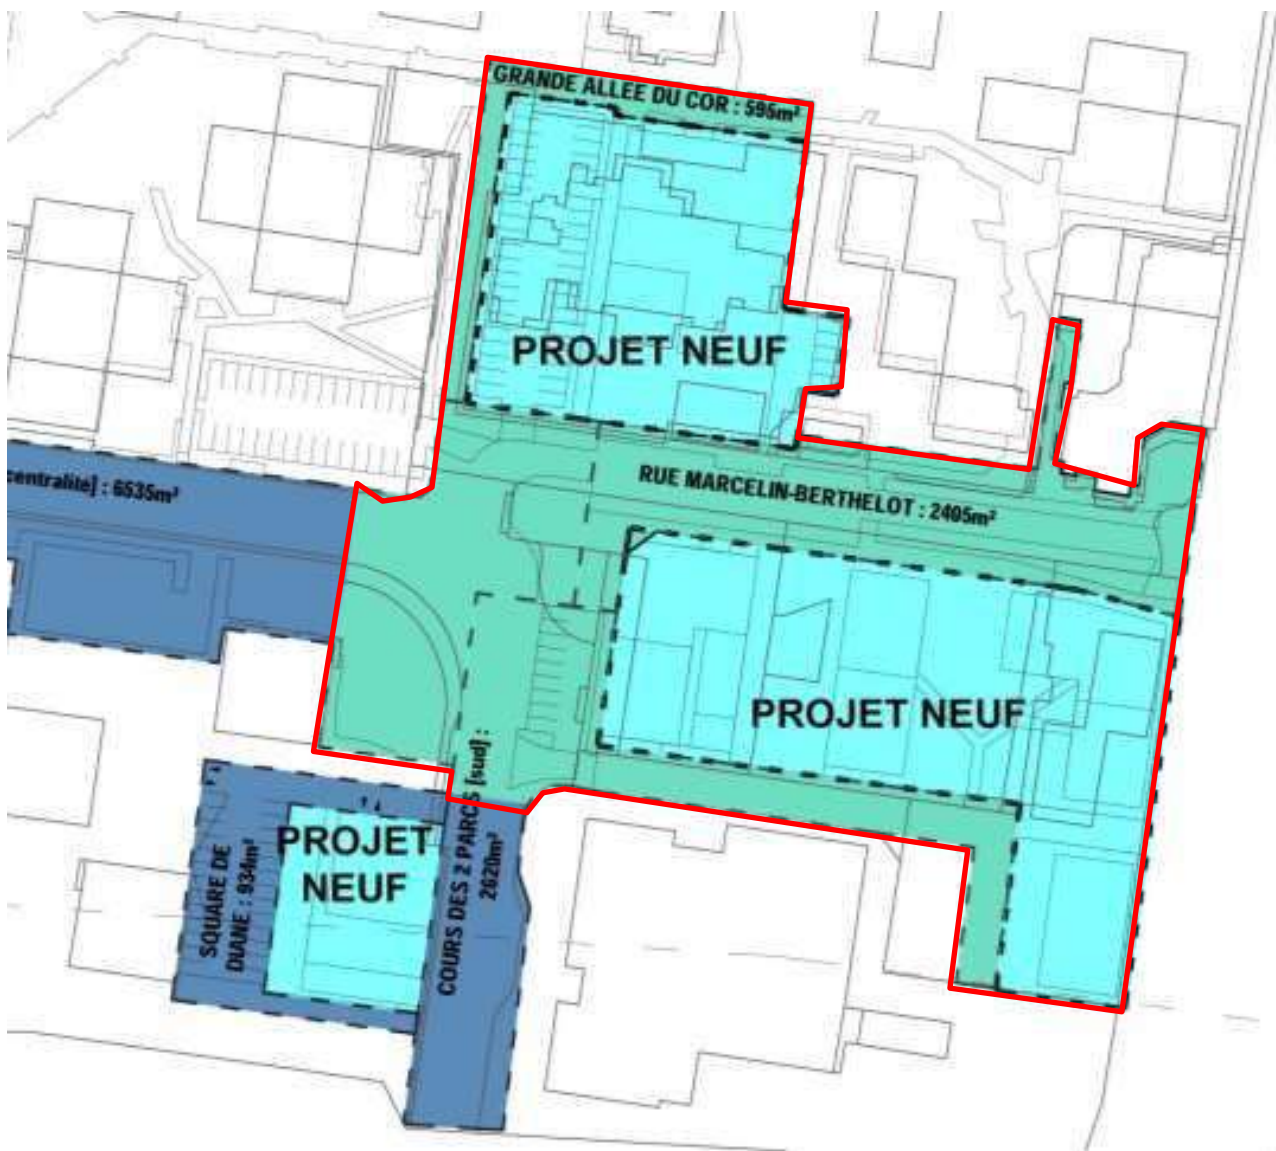 GRANDE ALLEE DU COR : 595m²
PROJET NEUF
centralité] : 6535m²
RUE MARCELIN-BERTHELOT : 2405m²
PROJET NEUF
PROJET
NEUF
SQUARE DE
DIANE : 934m²
COURS DES 2 PARCS [sud] :
2620m²